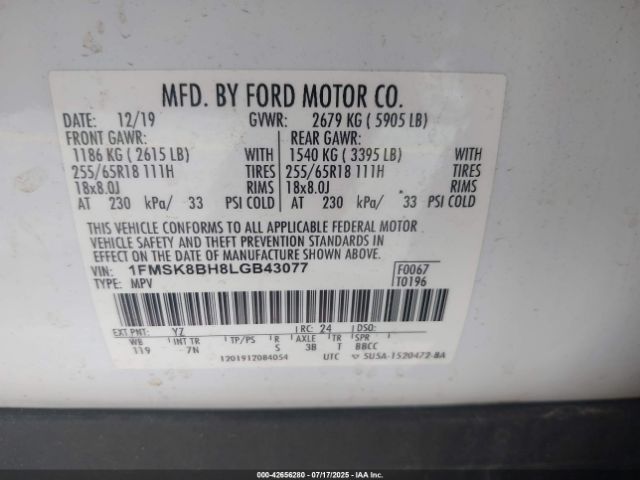 MFD. BY FORD MOTOR CO.
DATE: 12/19 GVWR: 2679 KG ( 5905 LB)
FRONT GAWR: REAR GAWR:
1186 KG ( 2615 LB) WITH 1540 KG ( 3395 LB) WITH
255/65R18 111H TIRES 255/65R18 111H TIRES
18x8.0J RIMS 18x8.0J RIMS
AT 230 kPa/ 33 PSI COLD AT 230 kPa/ 33 PSI COLD
THIS VEHICLE CONFORMS TO ALL APPLICABLE FEDERAL MOTOR
VEHICLE SAFETY AND THEFT PREVENTION STANDARDS IN
EFFECT ON THE DATE OF MANUFACTURE SHOWN ABOVE.
VIN: 1FMSK8BH8LGB43077 F0067
TYPE: MPV T0196
EXT PNT: YZ RC: 24 DSO:
WB INT TR TP/PS R AXLE TR SPR
119 7N S 3B T BBCC
1201912084054 UTC 5U5A-1520472-BA
000-42656280 - 07/17/2025 - IAAI.COM